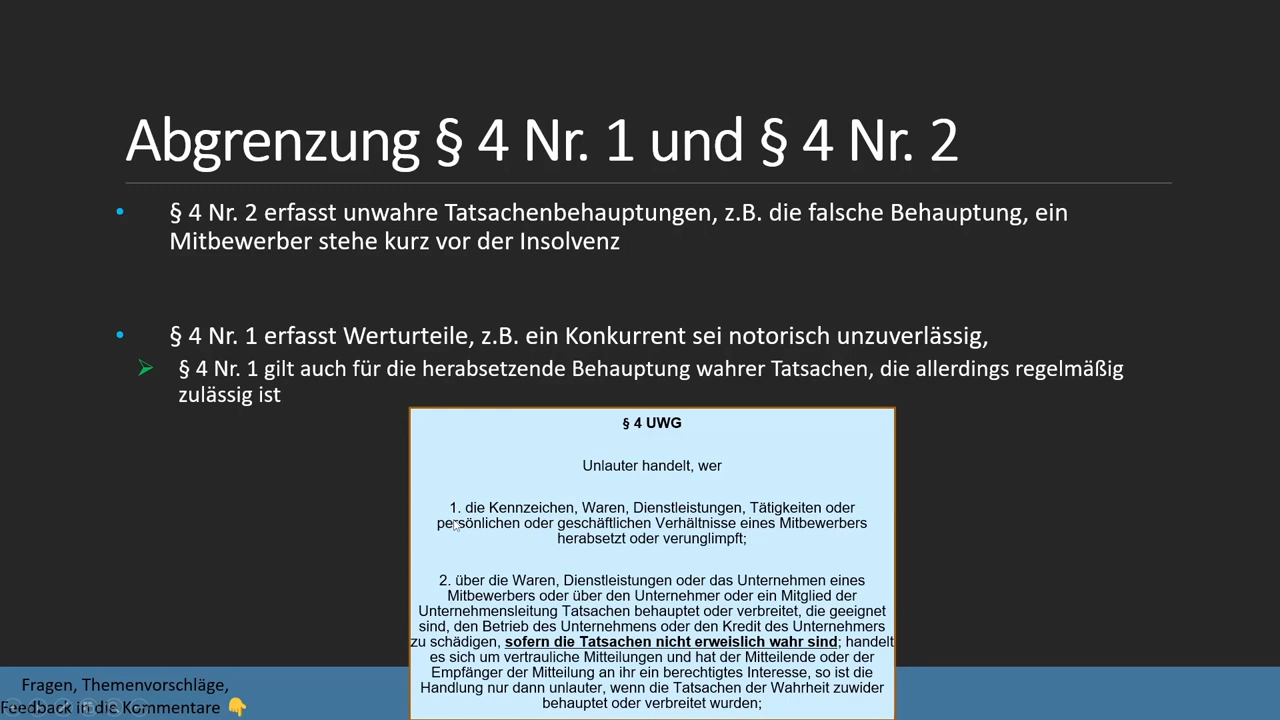 Abgrenzung § 4 Nr. 1 und § 4 Nr. 2
• § 4 Nr. 2 erfasst unwahre Tatsachenbehauptungen, z.B. die falsche Behauptung, ein
Mitbewerber stehe kurz vor der Insolvenz
• § 4 Nr. 1 erfasst Werturteile, z.B. ein Konkurrent sei notorisch unzuverlässig,
§ 4 Nr. 1 gilt auch für die herabsetzende Behauptung wahrer Tatsachen, die allerdings regelmäßig
zulässig ist
§ 4 UWG
Unlauter handelt, wer
1. die Kennzeichen, Waren, Dienstleistungen, Tätigkeiten oder
persönlichen oder geschäftlichen Verhältnisse eines Mitbewerbers
herabsetzt oder verunglimpft;
2. über die Waren, Dienstleistungen oder das Unternehmen eines
Mitbewerbers oder über den Unternehmer oder ein Mitglied der
Unternehmensleitung Tatsachen behauptet oder verbreitet, die geeignet
sind, den Betrieb des Unternehmens oder den Kredit des Unternehmers
zu schädigen, sofern die Tatsachen nicht erweislich wahr sind; handelt
es sich um vertrauliche Mitteilungen und hat der Mitteilende oder der
Empfänger der Mitteilung an ihr ein berechtigtes Interesse, so ist die
Handlung nur dann unlauter, wenn die Tatsachen der Wahrheit zuwider
behauptet oder verbreitet wurden;
Fragen, Themenvorschläge,
Feedback in die Kommentare 👇